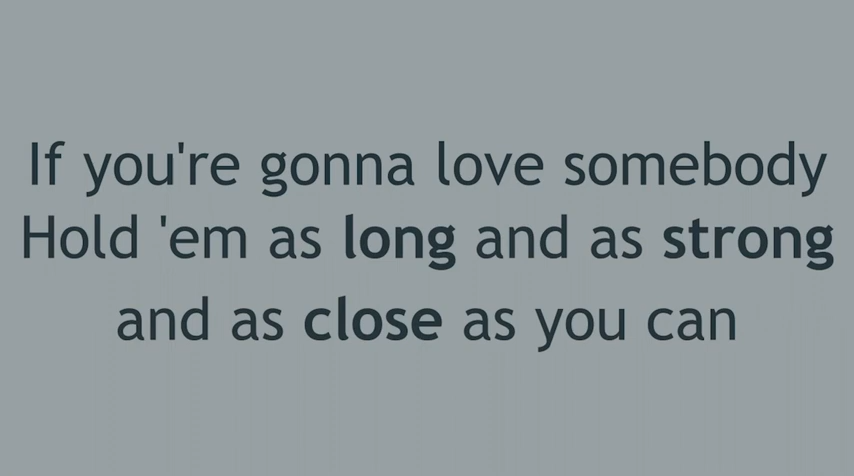 If you're gonna love somebody
Hold 'em as long and as strong
and as close as you can